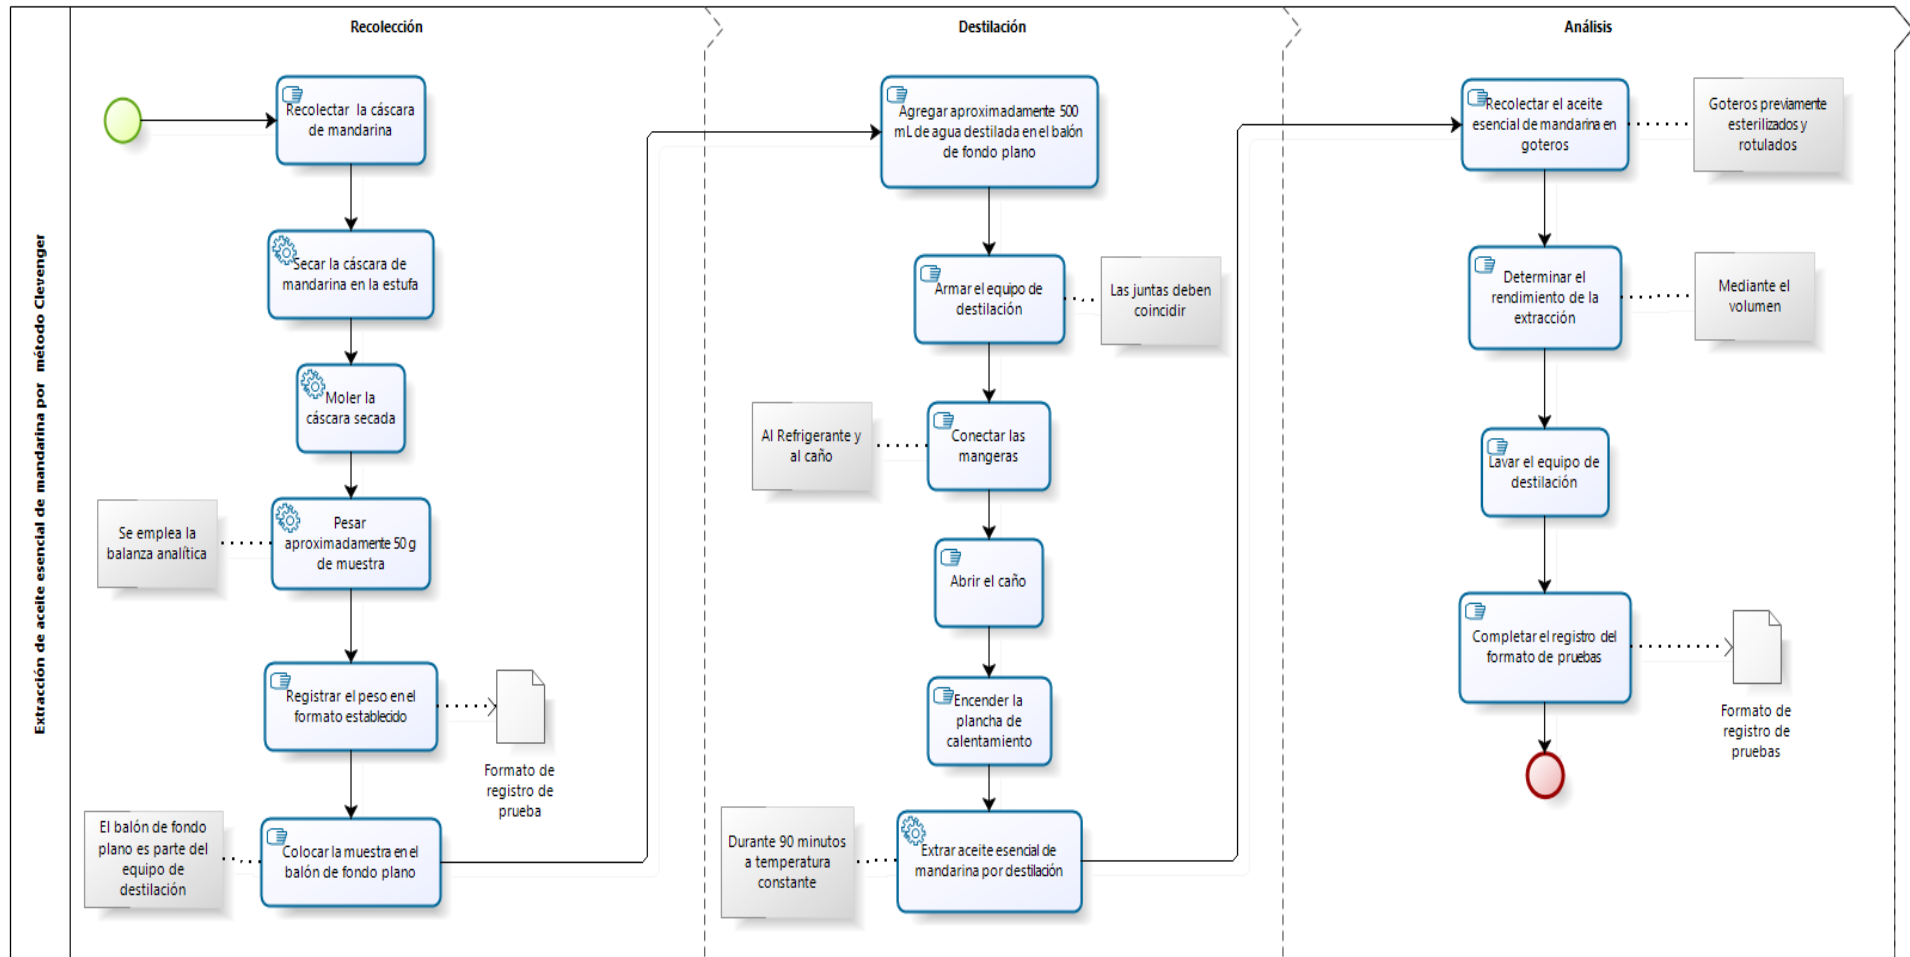 Extracción de aceite esencial de mandarina por método Clevenger
Recolección
Recolectar la cáscara
de mandarina
Secar la cáscara de
mandarina en la estufa
Moler la
cáscara secada
Pesar
aproximadamente 50 g
de muestra
Se emplea la
balanza analítica
Registrar el peso en el
formato establecido
Formato de
registro de
prueba
Colocar la muestra en el
balón de fondo plano
El balón de fondo
plano es parte del
equipo de
destilación
Destilación
Agregar aproximadamente 500
mL de agua destilada en el balón
de fondo plano
Armar el equipo de
destilación
Las juntas deben
coincidir
Conectar las
mangeras
Al Refrigerante y
al caño
Abrir el caño
Encender la
plancha de
calentamiento
Extrar aceite esencial de
mandarina por destilación
Durante 90 minutos
a temperatura
constante
Análisis
Recolectar el aceite
esencial de mandarina en
goteros
Goteros previamente
esterilizados y
rotulados
Determinar el
rendimiento de la
extracción
Mediante el
volumen
Lavar el equipo de
destilación
Completar el registro del
formato de pruebas
Formato de
registro de
pruebas